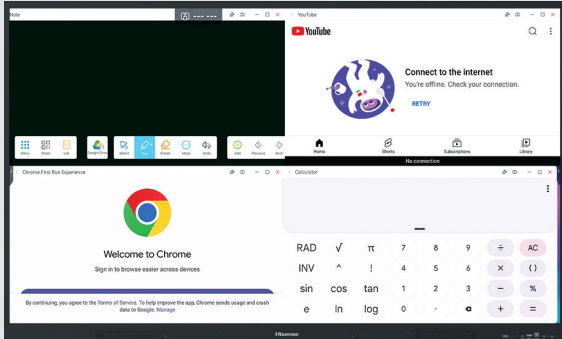 Note
Menu
Share
Exit
Google Drive
Select
Pen
Eraser
More
Undo
Add
Previous
Next
YouTube
YouTube
Connect to the internet
You're offline. Check your connection.
RETRY
Home
Shorts
Subscriptions
Library
No connection
Chrome First Run Experience
Welcome to Chrome
Sign in to browse easier across devices
By continuing, you agree to the Terms of Service. To help improve the app, Chrome sends usage and crash
data to Google. Manage
Calculator
RAD √ π 7 8 9 ÷ AC
INV ^ ! 4 5 6 × ( )
sin cos tan 1 2 3 − %
e ln log 0 . + =
Hisense